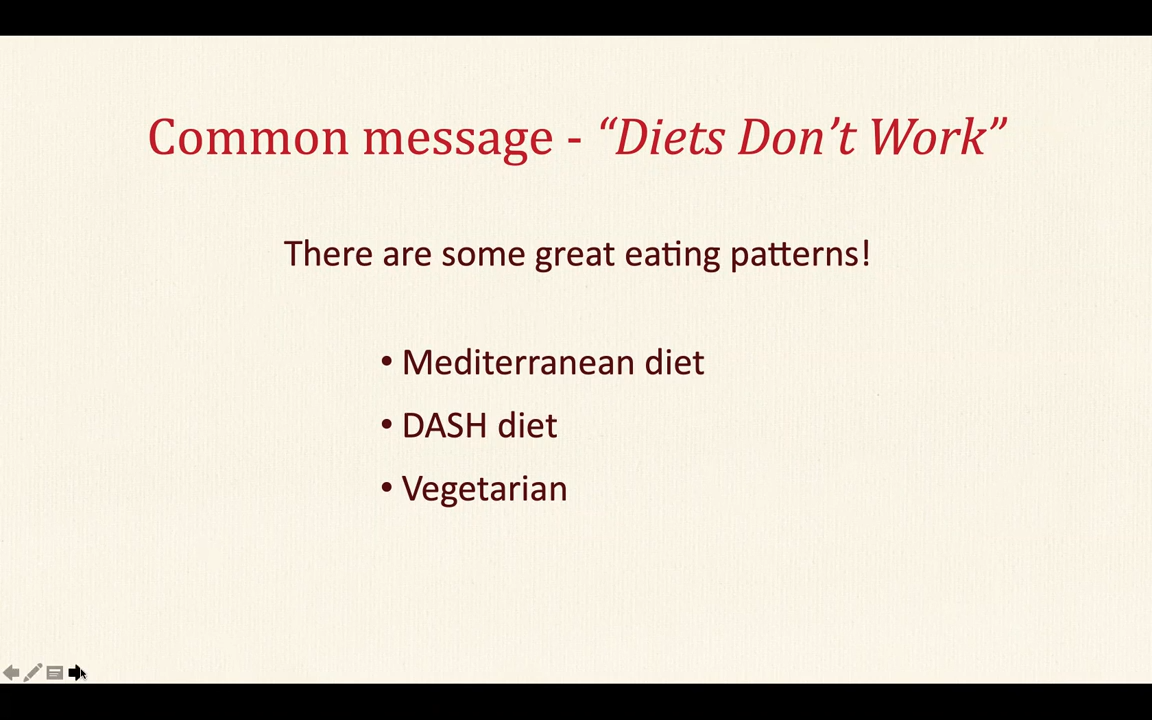 Common message - “Diets Don’t Work”
There are some great eating patterns!
• Mediterranean diet
• DASH diet
• Vegetarian